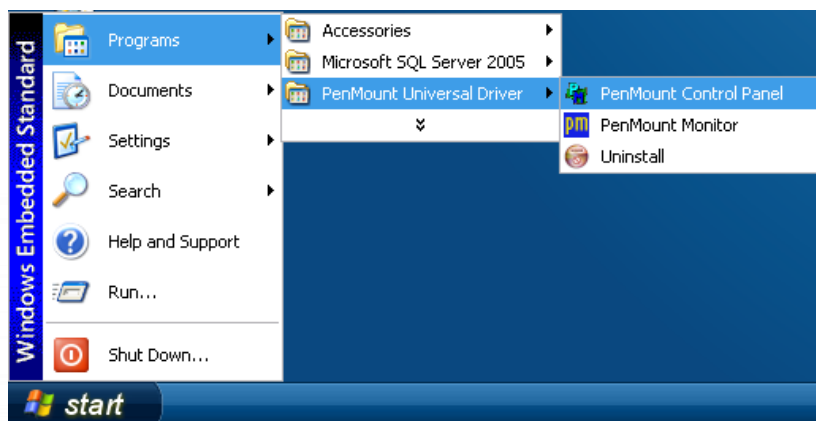 Windows Embedded Standard
Programs
Documents
Settings
Search
Help and Support
Run...
Shut Down...
Accessories
Microsoft SQL Server 2005
PenMount Universal Driver
PenMount Control Panel
pm PenMount Monitor
Uninstall
start